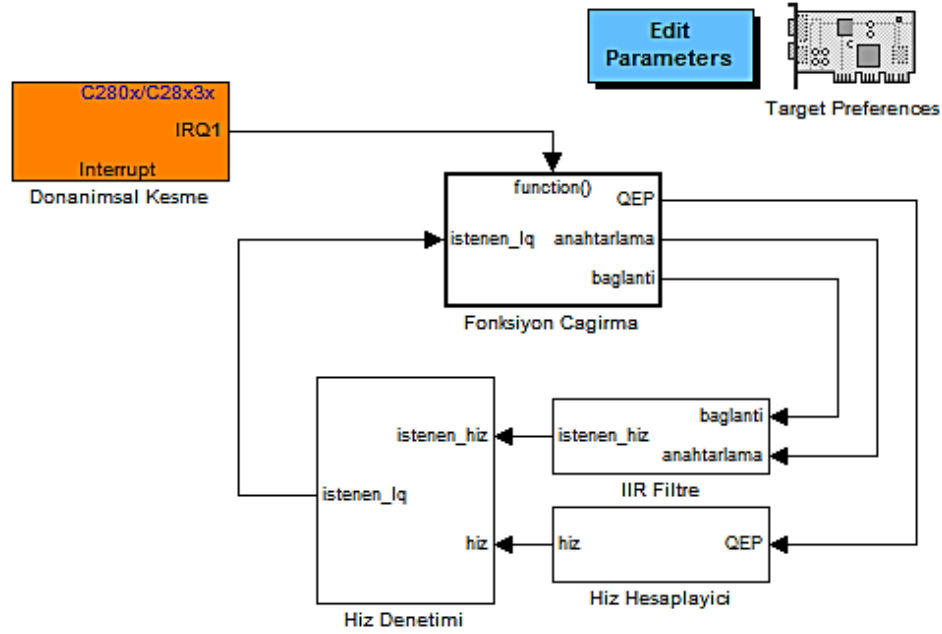 Edit
Parameters
Target Preferences
C280x/C28x3x
IRQ1
Interrupt
Donanimsal Kesme
function()
QEP
istenen_Iq
anahtarlama
baglanti
Fonksiyon Cagirma
baglanti
istenen_hiz
istenen_hiz
anahtarlama
IIR Filtre
istenen_Iq
hiz
hiz
QEP
Hiz Hesaplayici
Hiz Denetimi